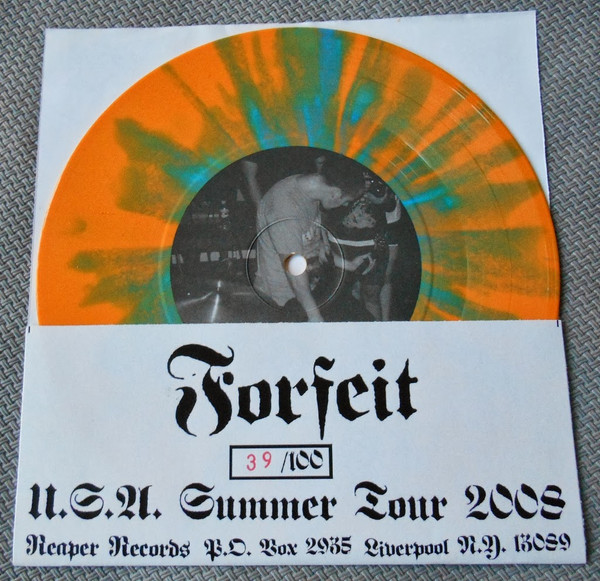 Forfeit
39/100
U.S.A. Summer Tour 2008
Reaper Records P.O. Box 2935 Liverpool N.Y. 13089